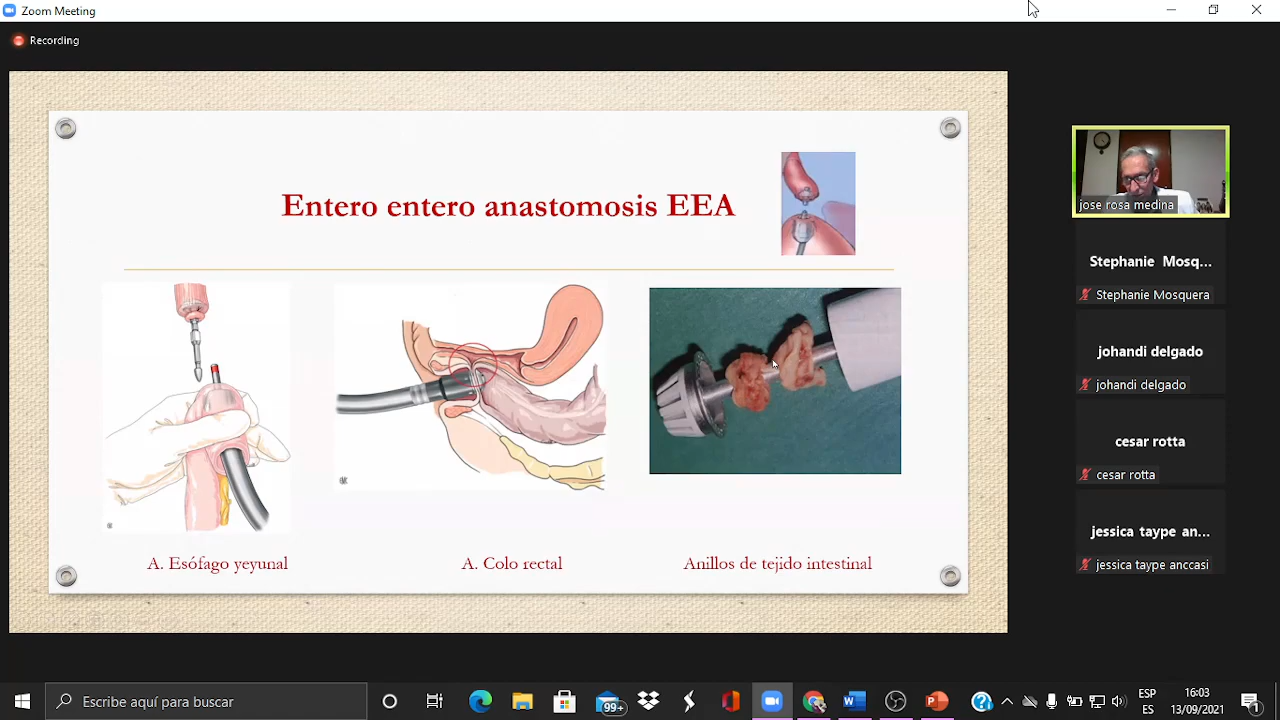 Zoom Meeting
Recording
Entero entero anastomosis EEA
A. Esófago yeyunal
A. Colo rectal
Anillos de tejido intestinal
jose rosa medina
Stephanie Mosq...
Stephanie Mosquera
johandi delgado
johandi delgado
cesar rotta
cesar rotta
jessica taype an...
jessica taype anccasi
Escribe aquí para buscar
99+
ESP
ES
16:03
13/09/2021
1